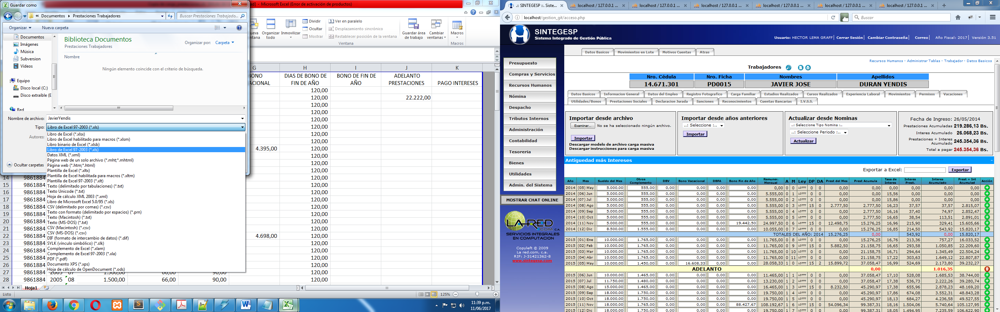 Guardar como
Documentos ▸ Prestaciones Trabajadores
Buscar Prestaciones Trabajado...
Organizar
Nueva carpeta
Documentos
Imágenes
Música
Subversion
Vídeos
Equipo
Disco local (C:)
Disco extraíble (E
Red
Biblioteca Documentos
Prestaciones Trabajadores
Organizar por: Carpeta
Nombre
Ningún elemento coincide con el criterio de búsqueda.
Nombre de archivo: JavierYendis
Tipo: Libro de Excel 97-2003 (*.xls)
Autores:
Ocultar carpetas
Libro de Excel (*.xlsx)
Libro de Excel habilitado para macros (*.xlsm)
Libro binario de Excel (*.xlsb)
Libro de Excel 97-2003 (*.xls)
Datos XML (*.xml)
Página web de un solo archivo (*.mht;*.mhtml)
Página web (*.htm;*.html)
Plantilla de Excel (*.xltx)
Plantilla de Excel habilitada para macros (*.xltm)
Plantilla de Excel 97-2003 (*.xlt)
Texto (delimitado por tabulaciones) (*.txt)
Texto Unicode (*.txt)
Hoja de cálculo XML 2003 (*.xml)
Libro de Microsoft Excel 5.0/95 (*.xls)
CSV (delimitado por comas) (*.csv)
Texto con formato (delimitado por espacios) (*.prn)
Texto (Macintosh) (*.txt)
Texto (MS-DOS) (*.txt)
CSV (Macintosh) (*.csv)
CSV (MS-DOS) (*.csv)
DIF (formato de intercambio de datos) (*.dif)
SYLK (vínculo simbólico) (*.slk)
Complemento de Excel (*.xlam)
Complemento de Excel 97-2003 (*.xla)
PDF (*.pdf)
Documento XPS (*.xps)
Hoja de cálculo de OpenDocument (*.ods)
- Microsoft Excel (Error de activación de productos)
Organizar todo
Inmovilizar
Dividir
Ocultar
Mostrar
Ver en paralelo
Desplazamiento sincrónico
Restablecer posición de la ventana
Ventana
Guardar área de trabajo
Cambiar ventanas
Macros
Macros
G H I J K
DIAS DE BONO DE FIN DE AÑO
BONO DE FIN DE AÑO
ADELANTO PRESTACIONES
PAGO INTERESES
120,00
120,00 22.222,00
120,00
120,00
120,00
120,00
120,00
120,00
4.395,00 120,00
120,00
120,00
120,00
14 9861884 120,00
15 9861884 120,00
16 9861884 120,00
17 9861884 120,00
18 9861884 120,00
19 9861884 120,00
20 9861884 120,00
21 9861884 120,00
22 9861884 4.698,00 120,00
23 9861884 120,00
24 9861884 120,00
25 9861884 120,00
26 9861884 120,00
27 9861884 2005 07 1.500,00 66,00 90,00 120,00
28 9861884 2005 08 1.500,00 66,00 90,00 120,00
Hoja1
Listo
125%
11:39 p.m.
11/06/2017
.:: SINTEGESP ::. Siste...
localhost / 127.0.0.1 ...
localhost / 127.0.0.1 ...
localhost / 127.0.0.1 ...
localhost / 127.0.0.1 ...
localhost / 127.0.0.1 ...
localhost / 127.0.0.1 ...
localhost/gestion_git/acceso.php
Buscar
SINTEGESP
Sistema Integrado de Gestión Pública
Usuario: HECTOR LEMA GRAFF| Cerrar Sesión| Cambiar Contraseña| Correo| Año Fiscal: 2017| Versión 3.51
Presupuesto
Compras y Servicios
Recursos Humanos
Nómina
Despacho
Tributos Internos
Administración
Contabilidad
Tesoreria
Bienes
Utilidades
Admin. del Sistema
MOSTRAR CHAT ONLINE
LA-RED
.COM C.A.
SERVICIOS INTEGRALES
EN COMPUTACION
Copyleft © 2009
La red.com, c.a.
RIF: J-31421362-8
www.sintegesp.com
Datos Basicos Movimientos en Lote Motivos Cuentas Atras
Recursos Humanos - Administrar Tablas - Trabajador - Datos Basicos
Trabajadores
Nro. Cédula Nro. Ficha Nombres Apellidos
14.671.301 PD0015 JAVIER JOSE DURAN YENDIS
Datos Basicos Informacion General Datos del Empleo Registro Fotografico Carga Familiar Estudios Realizados Cursos Realizados Experiencia Laboral Movimientos Permisos Vacaciones
Utilidades/Bonos Prestaciones Sociales Declaracion Jurada Sanciones Reconocimientos Cuentas Bancarias I.V.S.S.
Importar desde archivo
Examinar... No se ha seleccionado ningún archivo.
Importar
Descargar modelo de archivo carga masiva
Descargar instrucciones para carga masiva
Importar desde años anteriores
..: Seleccione :..
Importar
Actualizar desde Nominas
..: Seleccione Tipo Nomina :..
..: Seleccione Periodo :..
Actualizar
Fecha de Ingreso: 26/05/2014
Prestaciones Acumuladas 219.286,13 Bs.
Interes Acumulado 26.068,23 Bs.
Prestaciones + Interes Acumulado 245.354,36 Bs.
Total a pagar 245.354,36 Bs.
Antiguedad más Intereses -
Exportar a Excel: Exportar
Año Mes Sueldo del Mes Otros Complemento DBV Bono Vacacional DBFA Bono Fin de Año Remuner. Mensual A M Ley DP DA Prest del Mes Prest Acumula Tasa de Interes Interes Prest. Interes Acumulado Prest + Int Acumulad Acción
2014 (05) May 5.000,00 555,00 0,00 0,00 0,00 0,00 0,00 0 0 LOTTT 0 0 0,00 0,00 0,00 0,00 0,00 0,00
2014 (06) Jun 5.000,00 555,00 0,00 0,00 0,00 0,00 5.555,00 0 1 LOTTT 0 0 0,00 0,00 15,56 0,00 0,00 0,00
2014 (07) Jul 5.000,00 555,00 0,00 0,00 0,00 0,00 5.555,00 0 2 LOTTT 0 0 0,00 0,00 15,86 0,00 0,00 0,00
2014 (08) Ago 5.000,00 555,00 0,00 0,00 0,00 0,00 5.555,00 0 3 LOTTT 15 0 2.777,50 2.777,50 16,23 37,57 37,57 2.815,07
2014 (09) Sep 5.000,00 555,00 0,00 0,00 0,00 0,00 5.555,00 0 4 LOTTT 0 0 0,00 2.777,50 16,16 37,40 74,97 2.852,47
2014 (10) Oct 5.000,00 555,00 0,00 0,00 0,00 0,00 5.555,00 0 5 LOTTT 0 0 0,00 2.777,50 16,65 38,54 113,51 2.891,01
2014 (11) Nov 5.000,00 555,00 0,00 0,00 0,00 19.442,50 24.997,50 0 6 LOTTT 15 0 12.498,75 15.276,25 16,96 215,90 329,41 15.605,66
2014 (12) Dic 8.500,00 1.555,00 0,00 0,00 0,00 0,00 10.055,00 0 7 LOTTT 0 0 0,00 15.276,25 16,85 214,50 543,92 15.820,17
TOTALES DEL AÑO: 2014 15.276,25 0,00 543,92 0,00 15.820,17
2015 (01) Ene 10.000,00 1.765,00 0,00 0,00 0,00 0,00 11.765,00 0 8 LOTTT 0 0 0,00 15.276,25 16,76 213,36 757,27 16.033,52
2015 (02) Feb 10.000,00 1.765,00 0,00 0,00 0,00 0,00 11.765,00 0 9 LOTTT 15 0 5.882,50 21.158,75 16,65 293,58 1.050,85 22.209,60
2015 (03) Mar 10.000,00 1.765,00 0,00 0,00 0,00 0,00 11.765,00 0 10 LOTTT 0 0 0,00 21.158,75 16,71 294,64 1.345,49 22.504,24
2015 (04) Abr 10.000,00 1.765,00 0,00 0,00 0,00 0,00 11.765,00 0 11 LOTTT 0 0 0,00 21.158,75 17,22 303,63 1.649,12 22.807,87
2015 (05) May 10.000,00 1.450,00 0,00 16.608,33 0,00 0,00 28.058,33 1 0 LOTTT 15 2 15.899,72 37.058,47 16,99 524,69 2.173,80 39.232,27
ADELANTO 0,00 1.016,35
2015 (06) Jun 10.000,00 1.465,00 0,00 0,00 0,00 0,00 11.465,00 1 1 LOTTT 0 0 0,00 37.058,47 17,10 528,08 1.685,53 38.744,00
2015 (07) Jul 11.750,00 1.480,00 0,00 0,00 0,00 0,00 13.230,00 1 2 LOTTT 0 0 0,00 37.058,47 17,38 536,73 2.222,26 39.280,74
2015 (08) Ago 15.000,00 1.465,00 0,00 0,00 0,00 0,00 16.465,00 1 3 LOTTT 15 0 8.232,50 45.290,97 17,38 655,96 2.878,23 48.169,20
2015 (09) Sep 18.000,00 1.750,00 0,00 0,00 0,00 0,00 19.750,00 1 4 LOTTT 0 0 0,00 45.290,97 17,86 674,08 3.552,31 48.843,28
2015 (10) Oct 18.000,00 1.750,00 0,00 0,00 0,00 0,00 19.750,00 1 5 LOTTT 0 0 0,00 45.290,97 18,13 684,27 4.236,58 49.527,55
2015 (11) Nov 18.000,00 1.750,00 0,00 0,00 0,00 88.427,67 108.192,67 1 6 LOTTT 15 0 54.096,34 99.387,31 18,16 1.504,06 5.740,64 105.127,95
2015 (12) Dic 18.000,00 1.750,00 0,00 0,00 0,00 0,00 19.750,00 1 7 LOTTT 0 0 0,00 99.387,31 18,05 1.494,95 7.235,59 106.622,90